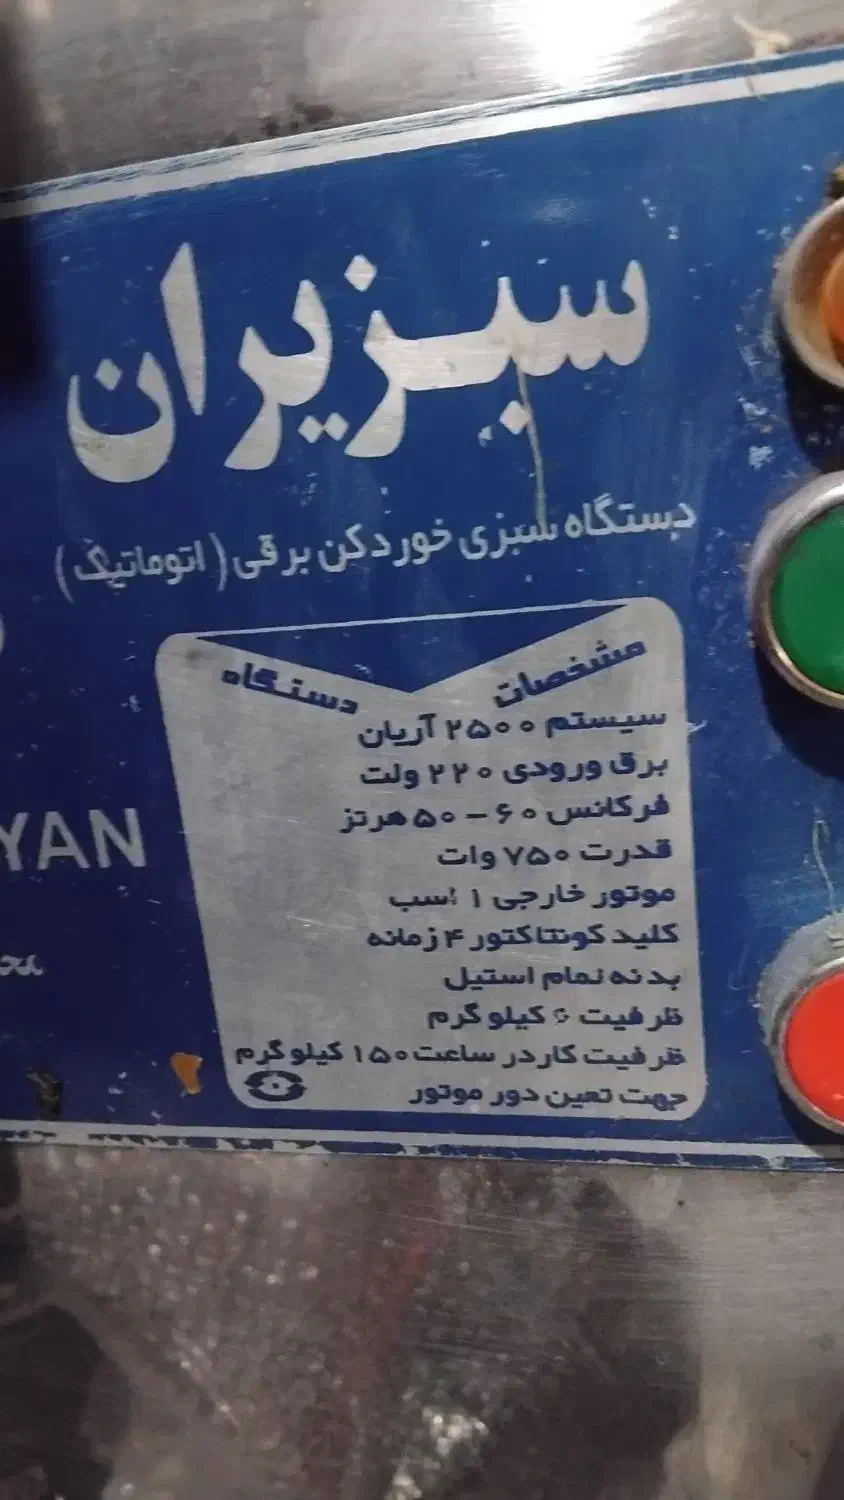 سبزیران
دستگاه سبزی خوردکن برقی (اتوماتیک)
مشخصات دستگاه
سیستم ۲۵۰۰ آریان
برق ورودی ۲۲۰ ولت
فرکانس ۶۰ – ۵۰ هرتز
قدرت ۷۵۰ وات
موتور خارجی ۱ اسب
کلید کونتاکتور ۴ زمانه
بدنه تمام استیل
ظرفیت ۶ کیلو گرم
ظرفیت کار در ساعت ۱۵۰ کیلو گرم
جهت تعین دور موتور
YAN